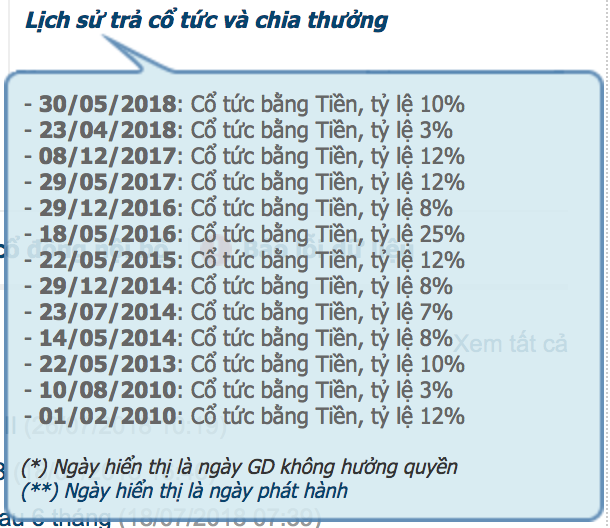 Lịch sử trả cổ tức và chia thưởng
- 30/05/2018: Cổ tức bằng Tiền, tỷ lệ 10%
- 23/04/2018: Cổ tức bằng Tiền, tỷ lệ 3%
- 08/12/2017: Cổ tức bằng Tiền, tỷ lệ 12%
- 29/05/2017: Cổ tức bằng Tiền, tỷ lệ 12%
- 29/12/2016: Cổ tức bằng Tiền, tỷ lệ 8%
- 18/05/2016: Cổ tức bằng Tiền, tỷ lệ 25%
- 22/05/2015: Cổ tức bằng Tiền, tỷ lệ 12%
- 29/12/2014: Cổ tức bằng Tiền, tỷ lệ 8%
- 23/07/2014: Cổ tức bằng Tiền, tỷ lệ 7%
- 14/05/2014: Cổ tức bằng Tiền, tỷ lệ 8%
Xem tất cả
- 22/05/2013: Cổ tức bằng Tiền, tỷ lệ 10%
- 10/08/2010: Cổ tức bằng Tiền, tỷ lệ 3%
- 01/02/2010: Cổ tức bằng Tiền, tỷ lệ 12%
(*) Ngày hiển thị là ngày GD không hưởng quyền
(**) Ngày hiển thị là ngày phát hành
6 tháng (18/07/2018 07:39)